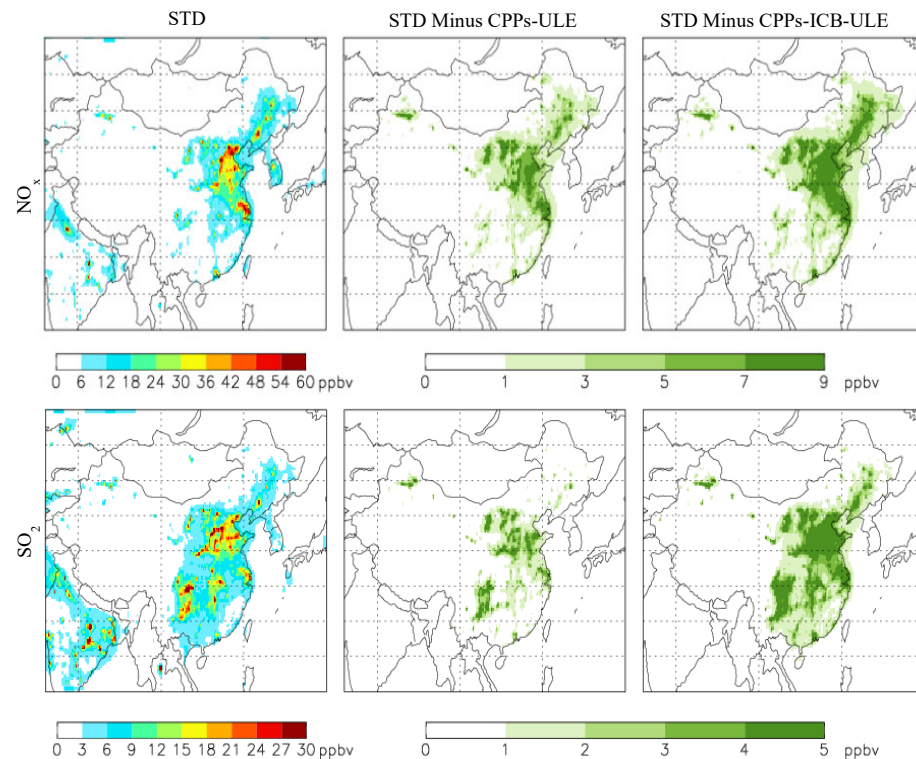 STD
STD Minus CPPs-ULE
STD Minus CPPs-ICB-ULE
NOx
0 6 12 18 24 30 36 42 48 54 60 ppbv
0 1 3 5 7 9 ppbv
SO2
0 3 6 9 12 15 18 21 24 27 30 ppbv
0 1 2 3 4 5 ppbv